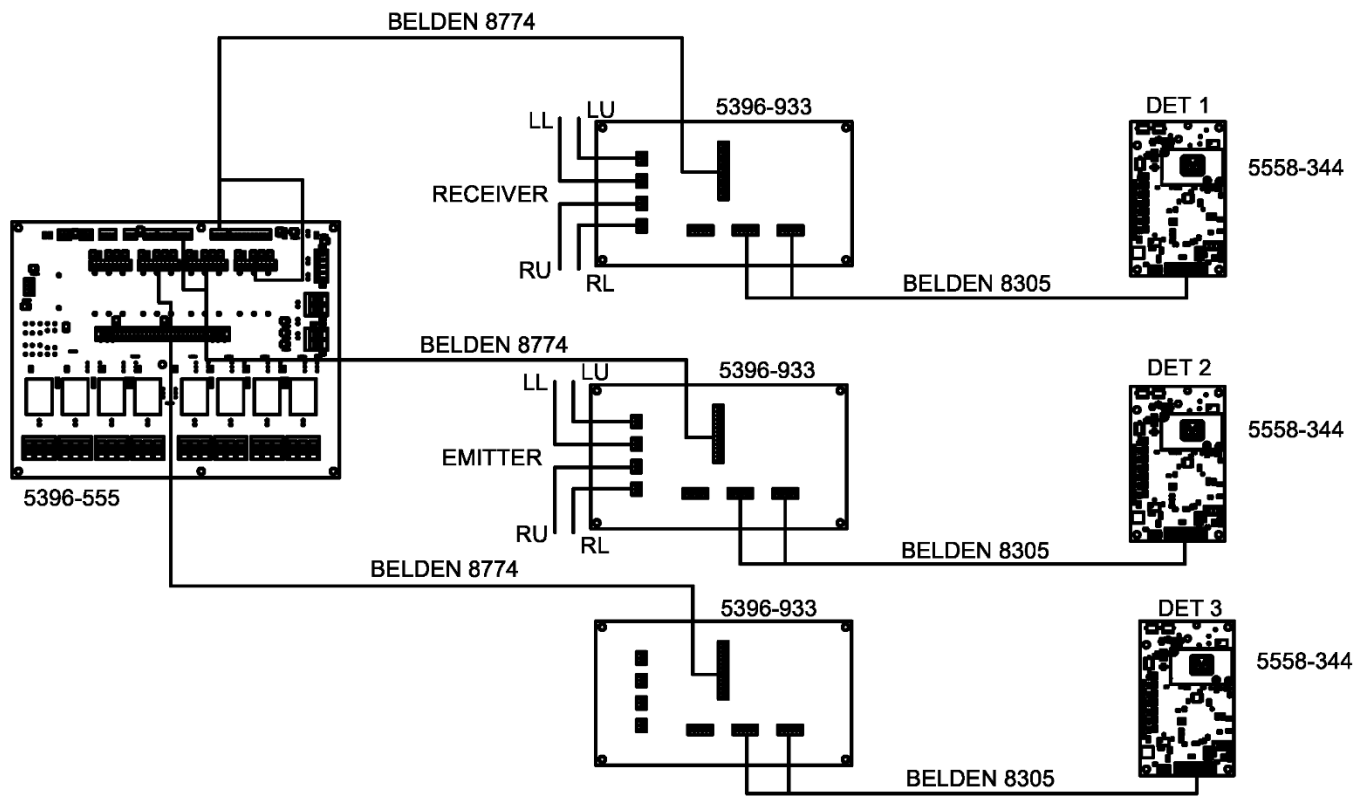 BELDEN 8774
5396-933
DET 1
LL
LU
5558-344
RECEIVER
RU
RL
BELDEN 8305
BELDEN 8774
5396-933
DET 2
LL
LU
5558-344
EMITTER
5396-555
RU
RL
BELDEN 8305
BELDEN 8774
5396-933
DET 3
5558-344
BELDEN 8305